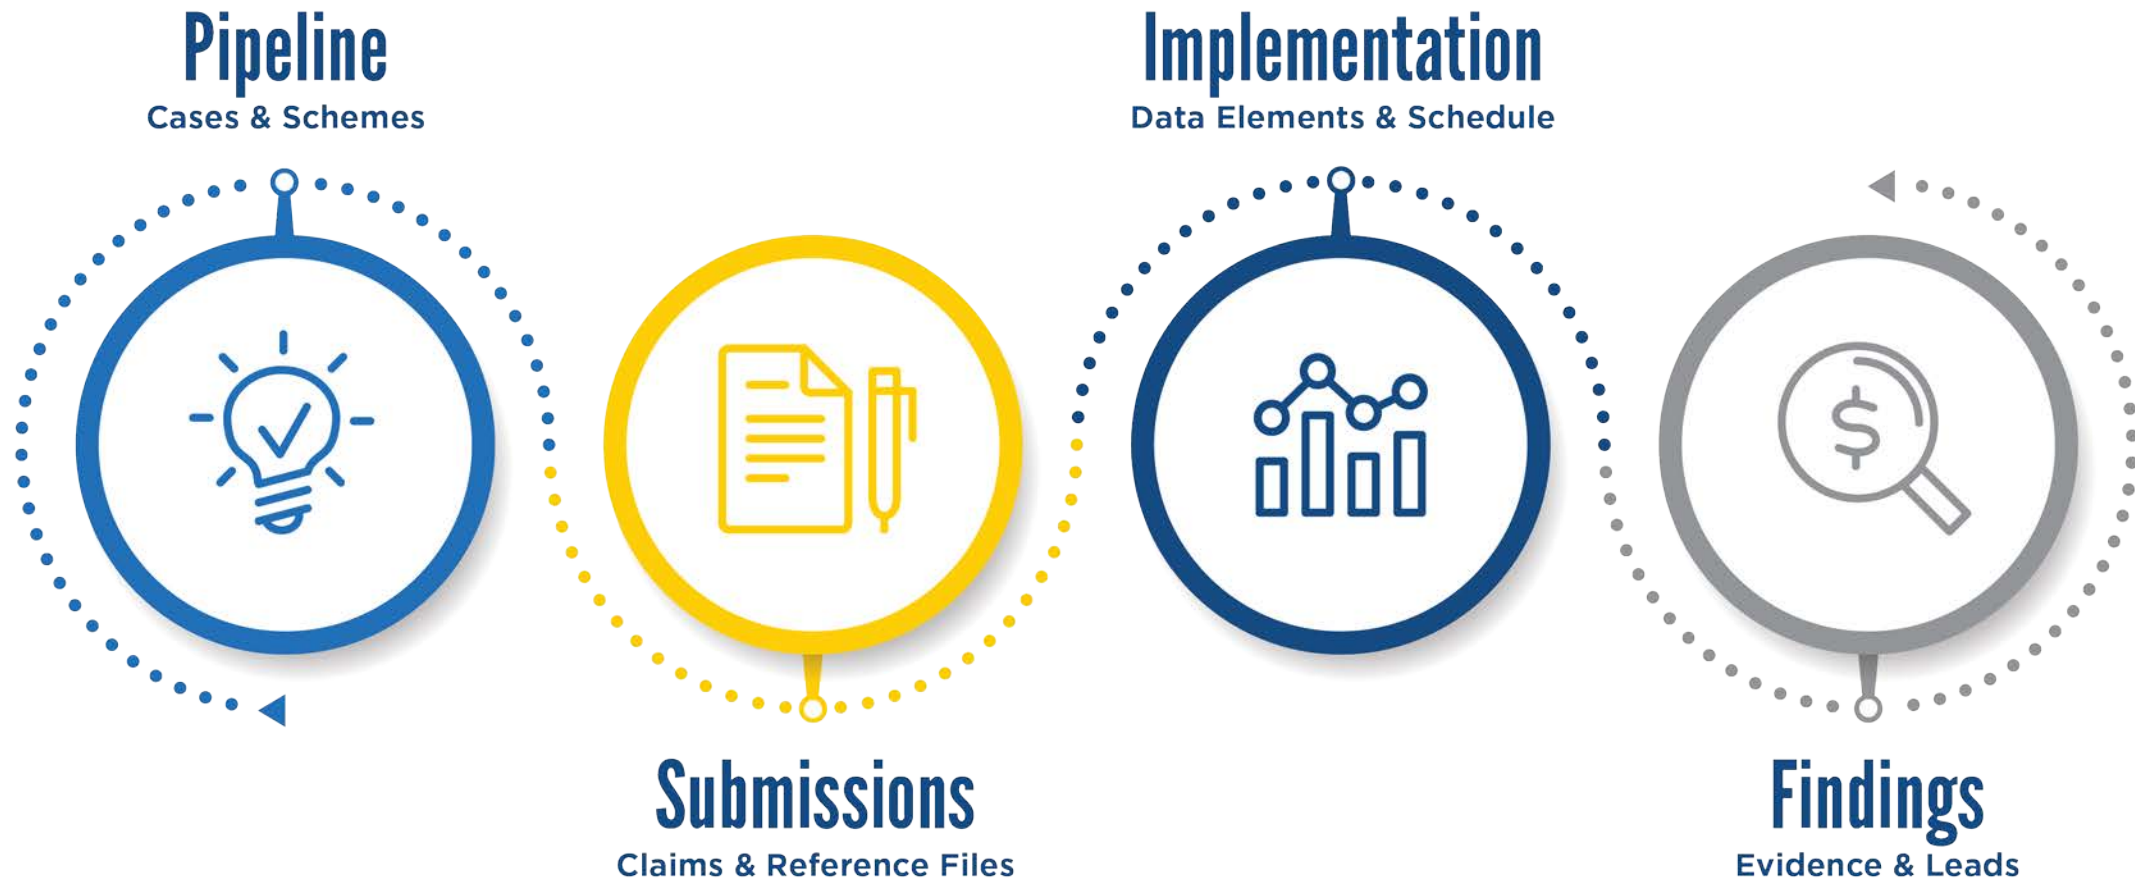 Pipeline
Cases & Schemes
Submissions
Claims & Reference Files
Implementation
Data Elements & Schedule
$
Findings
Evidence & Leads